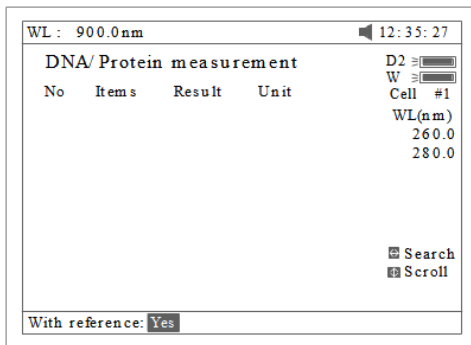 WL: 900.0nm 12:35:27
DNA/Protein measurement
D2
W
No Items Result Unit
Cell #1
WL(nm)
260.0
280.0
Search
Scroll
With reference: Yes